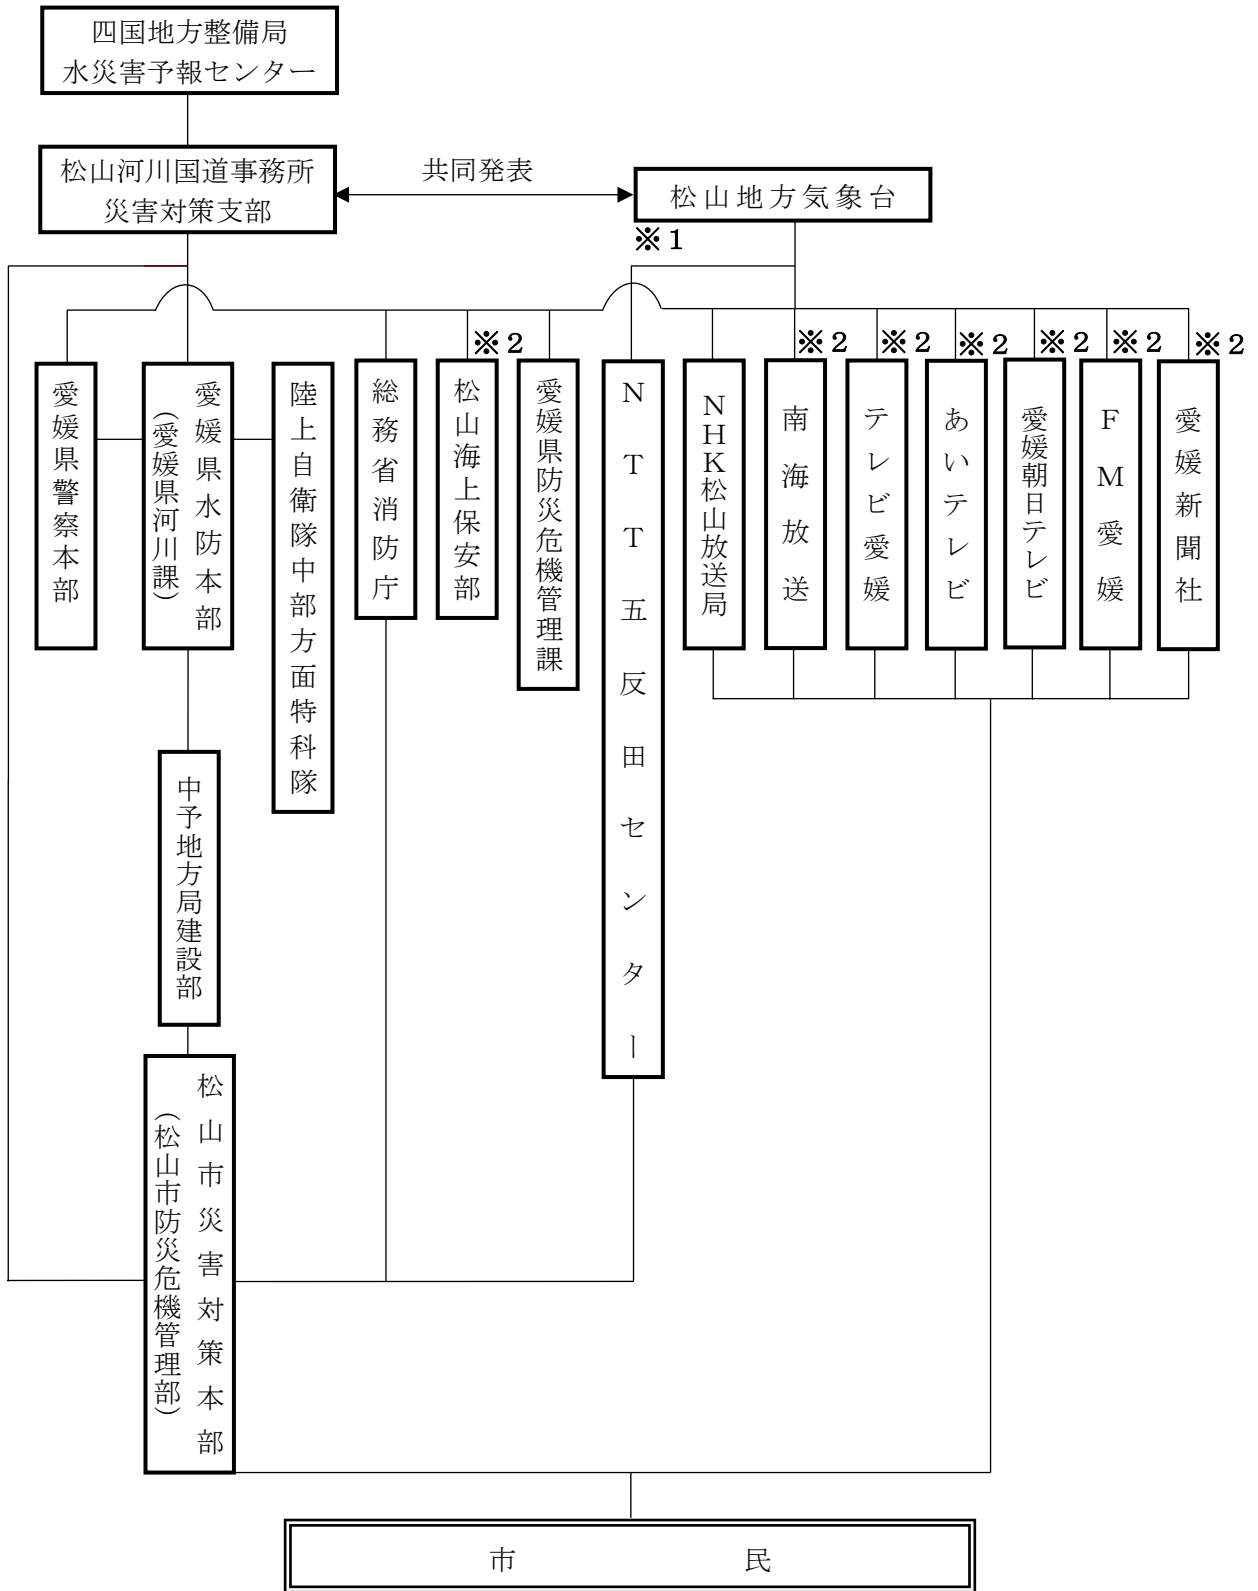 四国地方整備局
水災害予報センター
松山河川国道事務所
災害対策支部
共同発表
松山地方気象台
※1
※2
※2
※2
※2
※2
※2
※2
愛媛県警察本部
愛媛県水防本部
(愛媛県河川課)
陸上自衛隊中部方面特科隊
総務省消防庁
松山海上保安部
愛媛県防災危機管理課
NTT五反田センター
NHK松山放送局
南海放送
テレビ愛媛
あいテレビ
愛媛朝日テレビ
FM愛媛
愛媛新聞社
中予地方局建設部
松山市災害対策本部
(松山市防災危機管理部)
市民